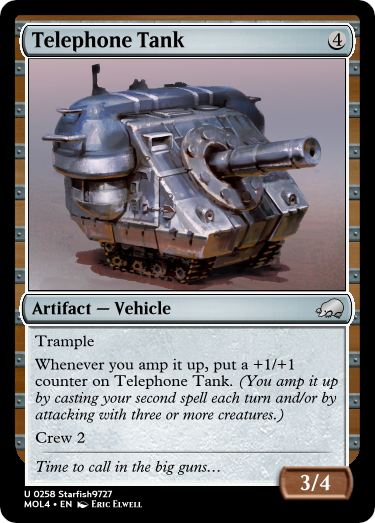 Telephone Tank 4
Artifact — Vehicle
Trample
Whenever you amp it up, put a +1/+1
counter on Telephone Tank. (You amp it up
by casting your second spell each turn and/or by
attacking with three or more creatures.)
Crew 2
Time to call in the big guns…
3/4
U 0258 Starfish9727
MOL4 • EN Eric Elwell